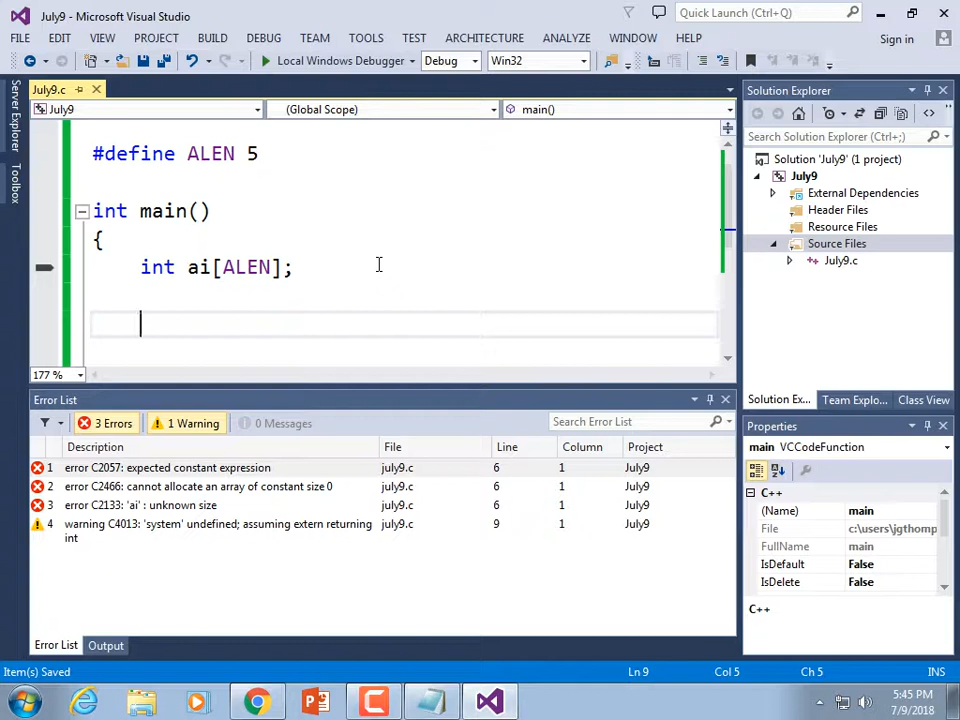 July9 - Microsoft Visual Studio
Quick Launch (Ctrl+Q)
FILE EDIT VIEW PROJECT BUILD DEBUG TEAM TOOLS TEST ARCHITECTURE ANALYZE WINDOW HELP
Sign in
Local Windows Debugger Debug Win32
Server Explorer
Toolbox
July9.c
July9 (Global Scope) main()
#define ALEN 5
int main()
{
int ai[ALEN];
177 %
Solution Explorer
Search Solution Explorer (Ctrl+;)
Solution 'July9' (1 project)
July9
External Dependencies
Header Files
Resource Files
Source Files
July9.c
Solution Ex... Team Explo... Class View
Error List
3 Errors 1 Warning 0 Messages
Search Error List
Description File Line Column Project
1 error C2057: expected constant expression july9.c 6 1 July9
2 error C2466: cannot allocate an array of constant size 0 july9.c 6 1 July9
3 error C2133: 'ai' : unknown size july9.c 6 1 July9
4 warning C4013: 'system' undefined; assuming extern returning int july9.c 9 1 July9
Error List Output
Properties
main VCCodeFunction
C++
(Name) main
File c:\users\jgthomp
FullName main
IsDefault False
IsDelete False
C++
Item(s) Saved
Ln 9 Col 5 Ch 5 INS
5:45 PM
7/9/2018